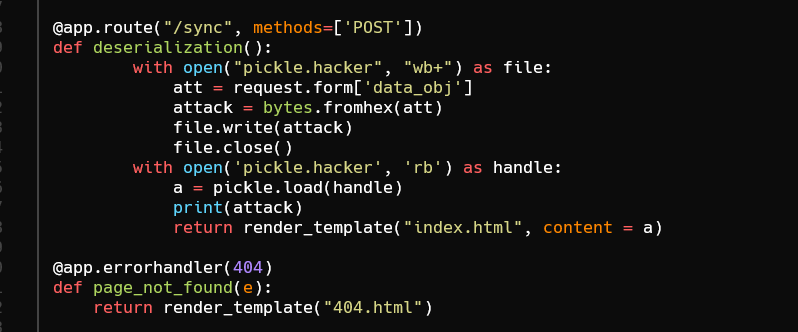 @app.route("/sync", methods=['POST'])
def deserialization():
        with open("pickle.hacker", "wb+") as file:
            att = request.form['data_obj']
            attack = bytes.fromhex(att)
            file.write(attack)
            file.close()
        with open('pickle.hacker', 'rb') as handle:
            a = pickle.load(handle)
            print(attack)
            return render_template("index.html", content = a)

@app.errorhandler(404)
def page_not_found(e):
    return render_template("404.html")